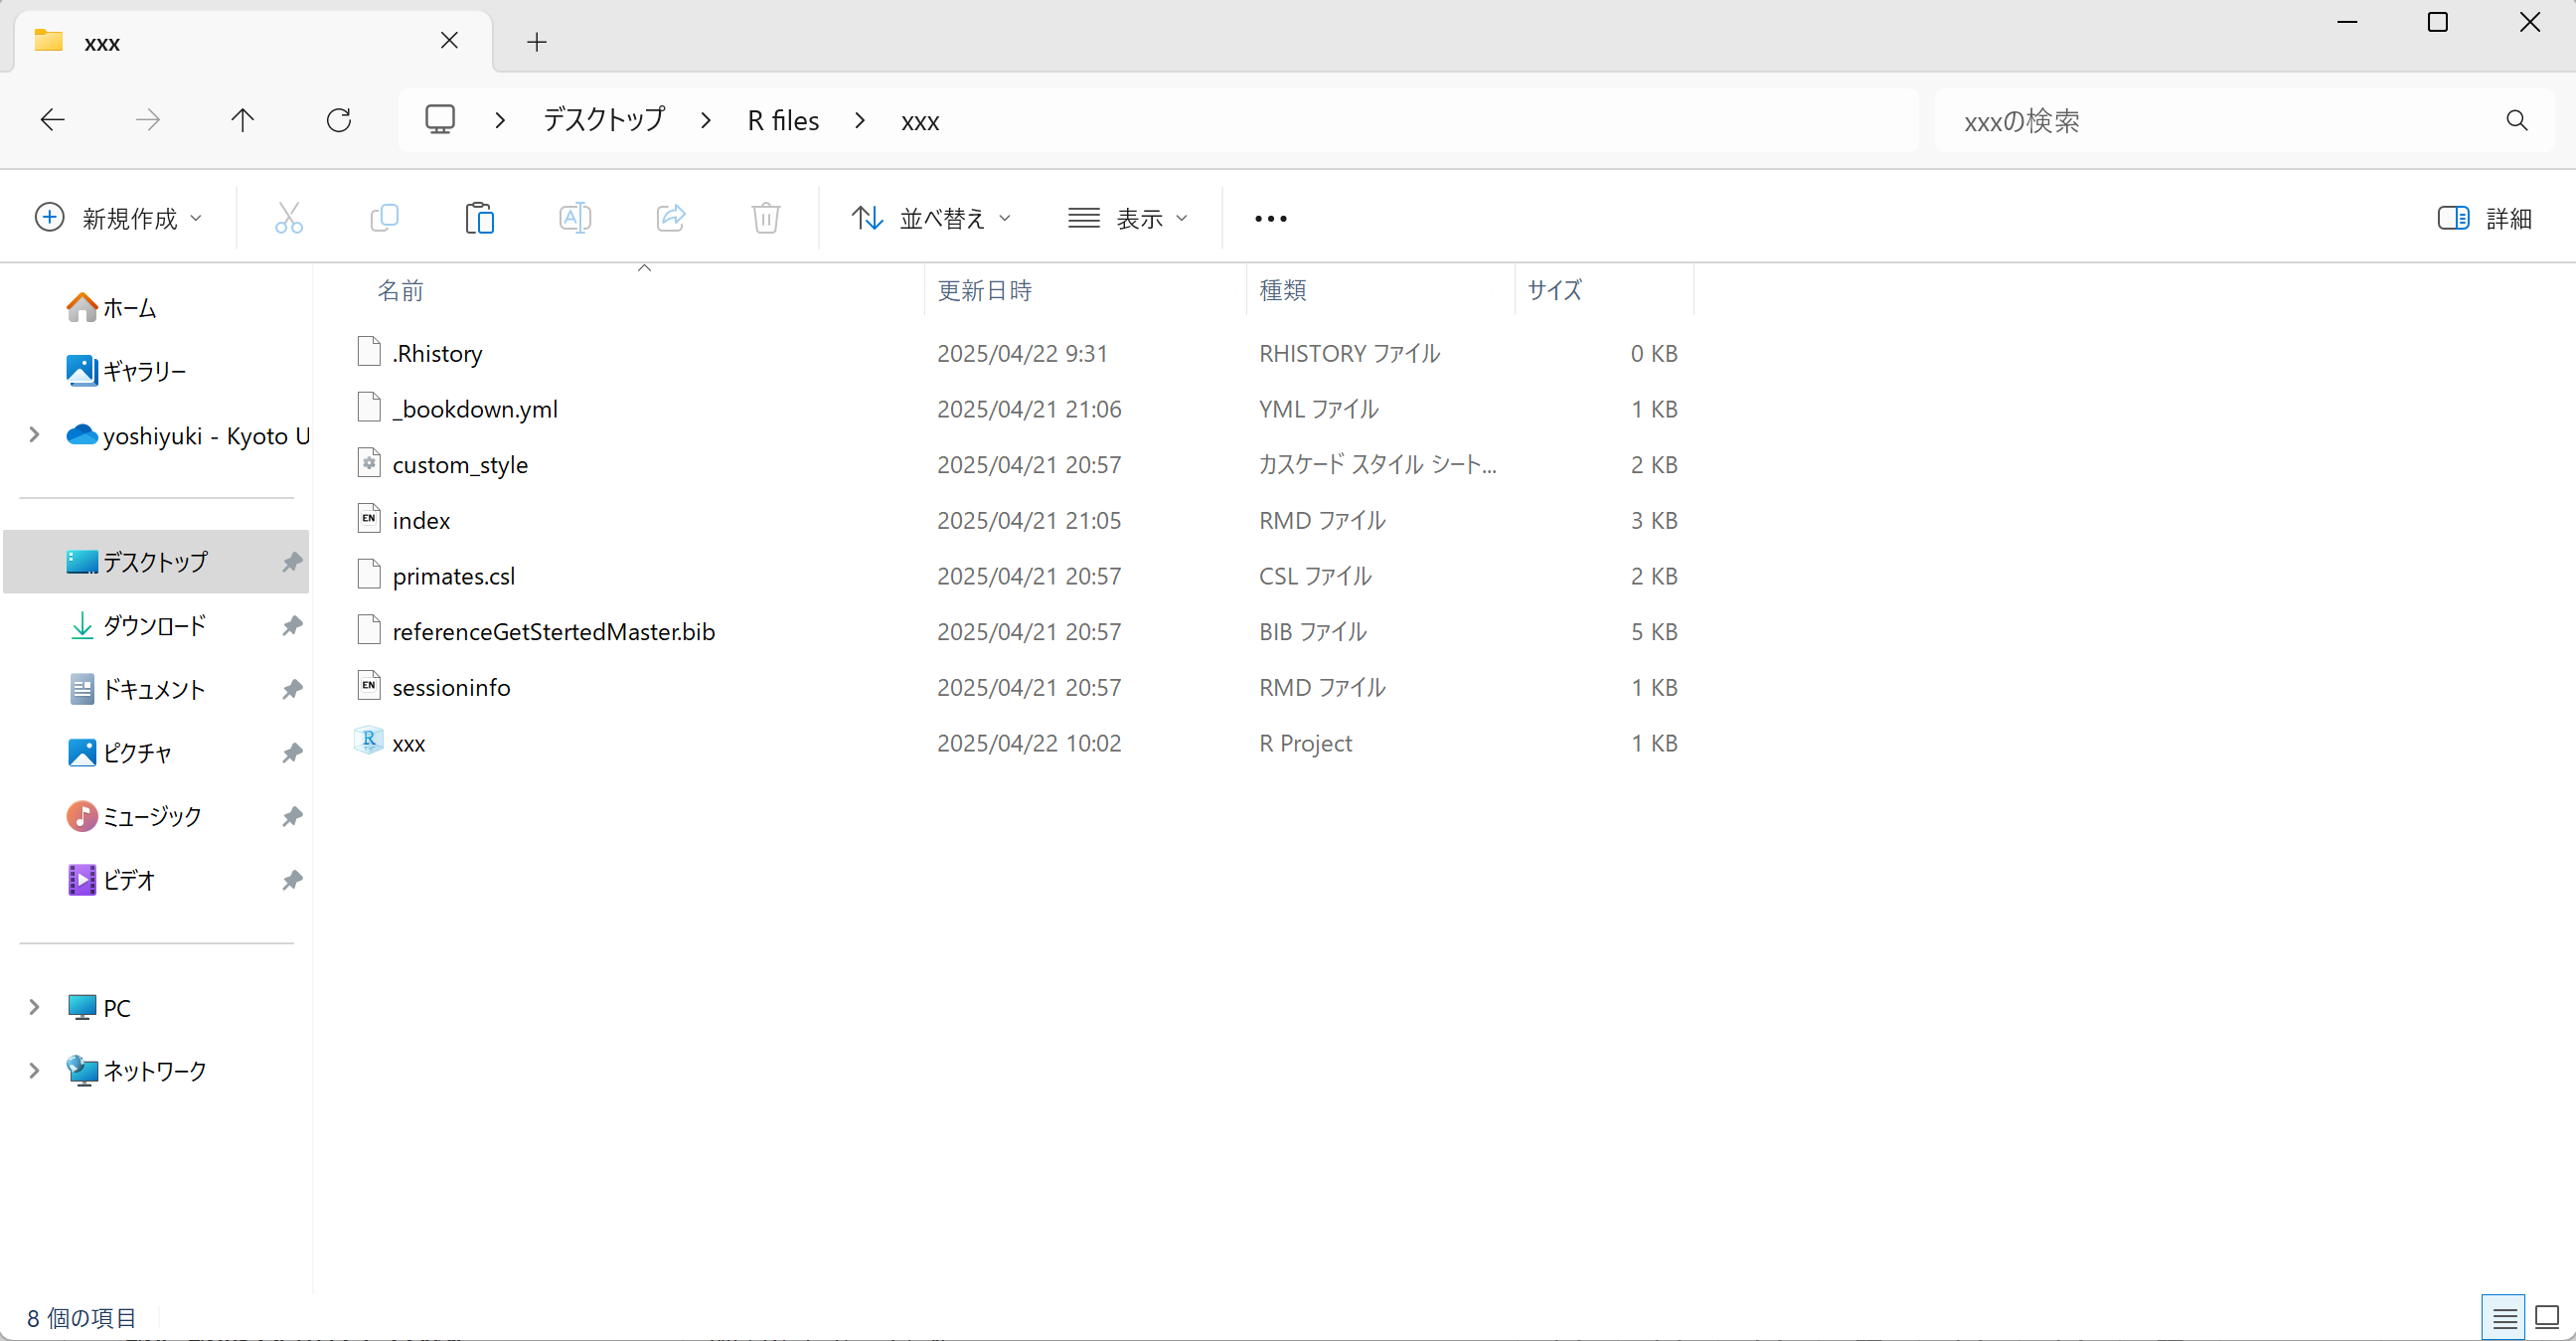 xxx
デスクトップ R files xxx
xxxの検索
新規作成 並べ替え 表示 詳細
ホーム
ギャラリー
yoshiyuki - Kyoto U
デスクトップ
ダウンロード
ドキュメント
ピクチャ
ミュージック
ビデオ
PC
ネットワーク
名前 更新日時 種類 サイズ
.Rhistory 2025/04/22 9:31 RHISTORY ファイル 0 KB
_bookdown.yml 2025/04/21 21:06 YML ファイル 1 KB
custom_style 2025/04/21 20:57 カスケード スタイル シート... 2 KB
EN index 2025/04/21 21:05 RMD ファイル 3 KB
primates.csl 2025/04/21 20:57 CSL ファイル 2 KB
referenceGetStertedMaster.bib 2025/04/21 20:57 BIB ファイル 5 KB
EN sessioninfo 2025/04/21 20:57 RMD ファイル 1 KB
R xxx 2025/04/22 10:02 R Project 1 KB
8 個の項目